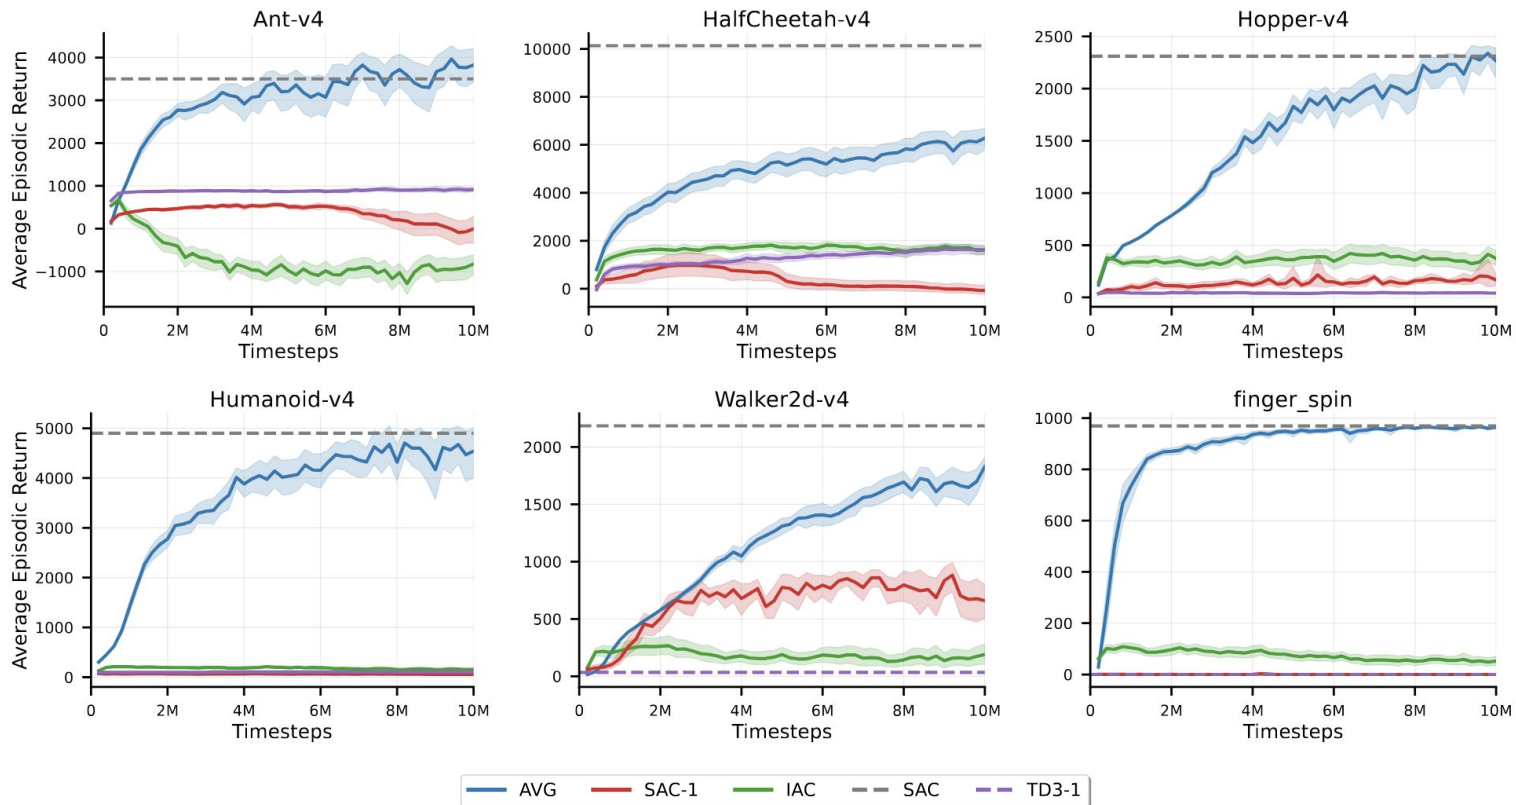 Ant-v4
HalfCheetah-v4
Hopper-v4
Average Episodic Return
4000
3000
2000
1000
0
−1000
0
2M
4M
6M
8M
10M
Timesteps
10000
8000
6000
4000
2000
0
0
2M
4M
6M
8M
10M
Timesteps
2500
2000
1500
1000
500
0
0
2M
4M
6M
8M
10M
Timesteps
Humanoid-v4
Walker2d-v4
finger_spin
Average Episodic Return
5000
4000
3000
2000
1000
0
0
2M
4M
6M
8M
10M
Timesteps
2000
1500
1000
500
0
0
2M
4M
6M
8M
10M
Timesteps
1000
800
600
400
200
0
0
2M
4M
6M
8M
10M
Timesteps
AVG SAC-1 IAC SAC TD3-1